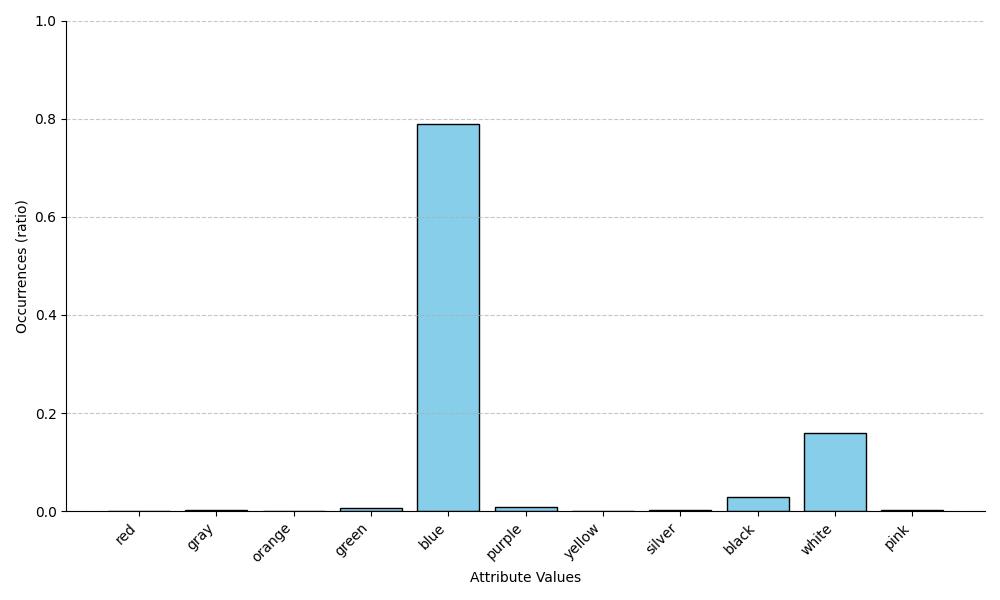 1.0
0.8
0.6
0.4
0.2
0.0
Occurrences (ratio)
red
gray
orange
green
blue
purple
yellow
silver
black
white
pink
Attribute Values